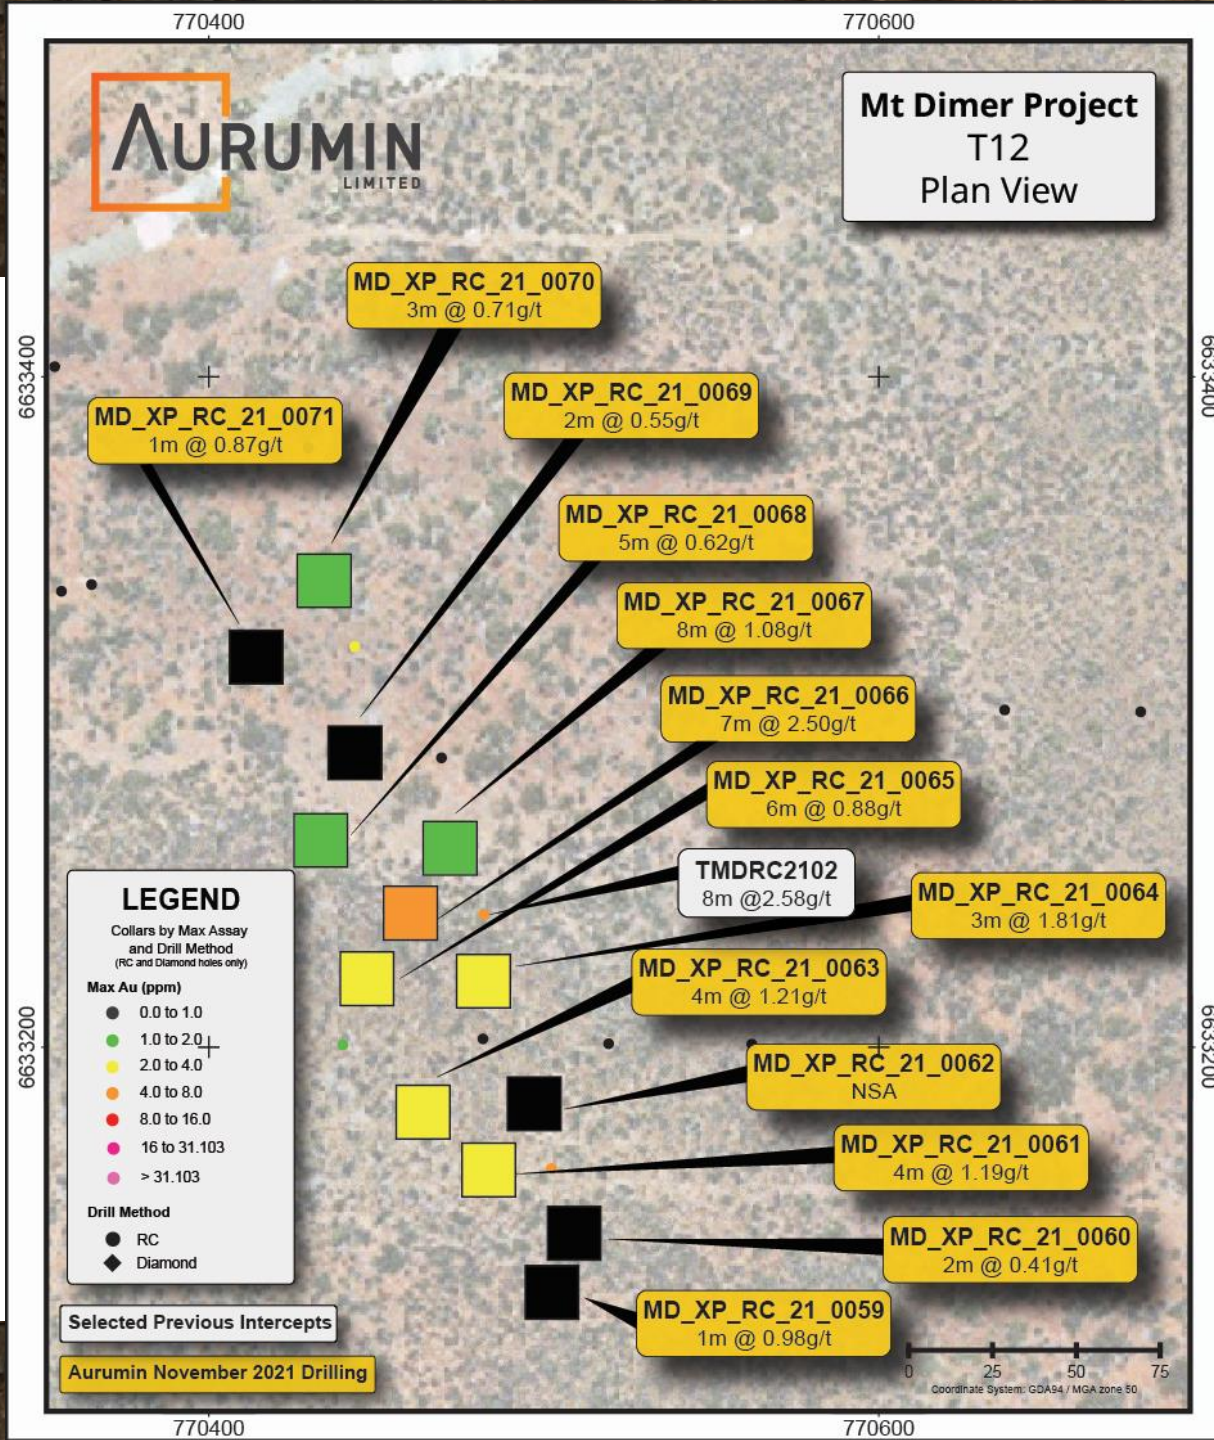 770400
770600
AURUMIN
LIMITED
Mt Dimer Project
T12
Plan View
MD_XP_RC_21_0070
3m @ 0.71g/t
6633400
6633400
MD_XP_RC_21_0069
2m @ 0.55g/t
MD_XP_RC_21_0071
1m @ 0.87g/t
MD_XP_RC_21_0068
5m @ 0.62g/t
MD_XP_RC_21_0067
8m @ 1.08g/t
MD_XP_RC_21_0066
7m @ 2.50g/t
MD_XP_RC_21_0065
6m @ 0.88g/t
TMDRC2102
8m @2.58g/t
MD_XP_RC_21_0064
3m @ 1.81g/t
MD_XP_RC_21_0063
4m @ 1.21g/t
6633200
6633200
MD_XP_RC_21_0062
NSA
MD_XP_RC_21_0061
4m @ 1.19g/t
MD_XP_RC_21_0060
2m @ 0.41g/t
MD_XP_RC_21_0059
1m @ 0.98g/t
LEGEND
Collars by Max Assay
and Drill Method
(RC and Diamond holes only)
Max Au (ppm)
0.0 to 1.0
1.0 to 2.0
2.0 to 4.0
4.0 to 8.0
8.0 to 16.0
16 to 31.103
> 31.103
Drill Method
RC
Diamond
Selected Previous Intercepts
Aurumin November 2021 Drilling
0 25 50 75
Coordinate System: GDA94 / MGA zone 50
770400
770600